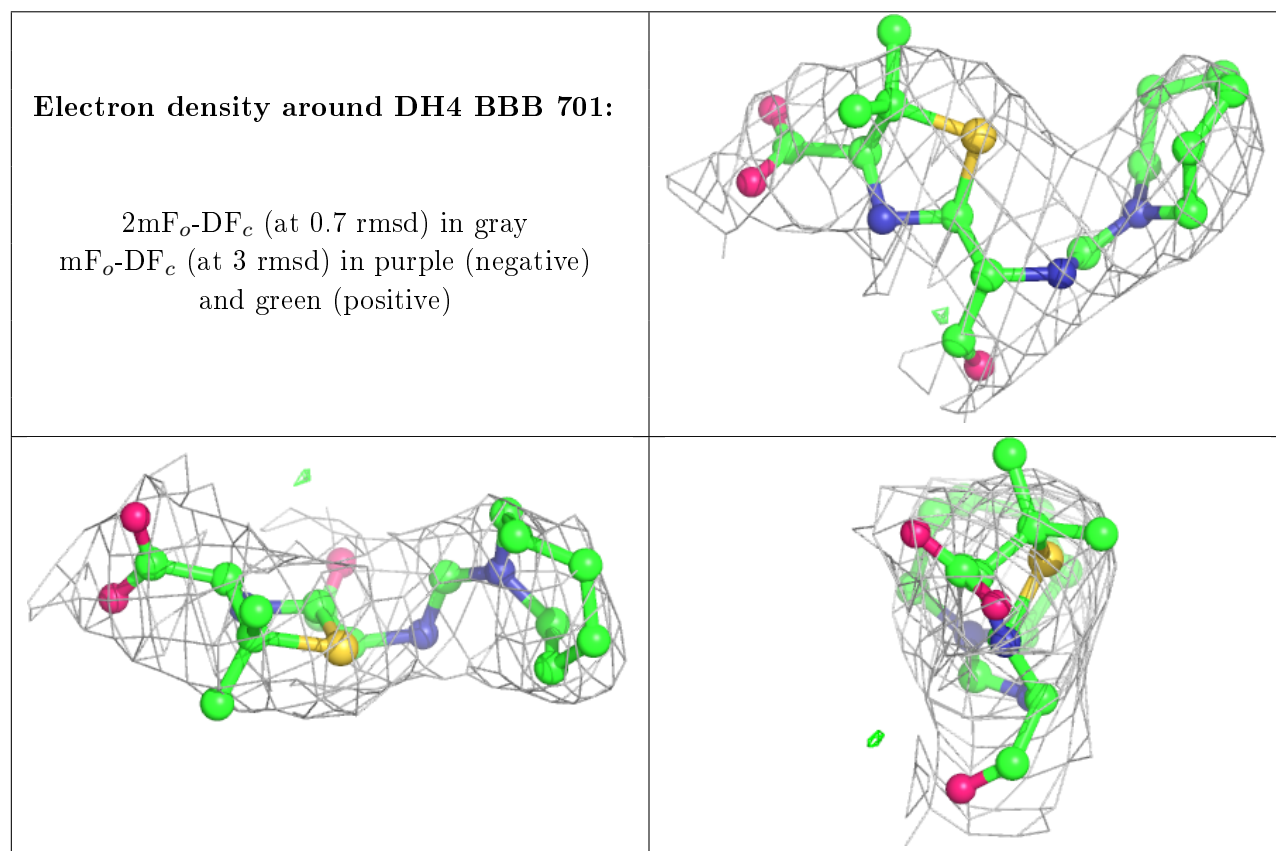 Electron density around DH4 BBB 701:
2mFo-DFc (at 0.7 rmsd) in gray
mFo-DFc (at 3 rmsd) in purple (negative)
and green (positive)